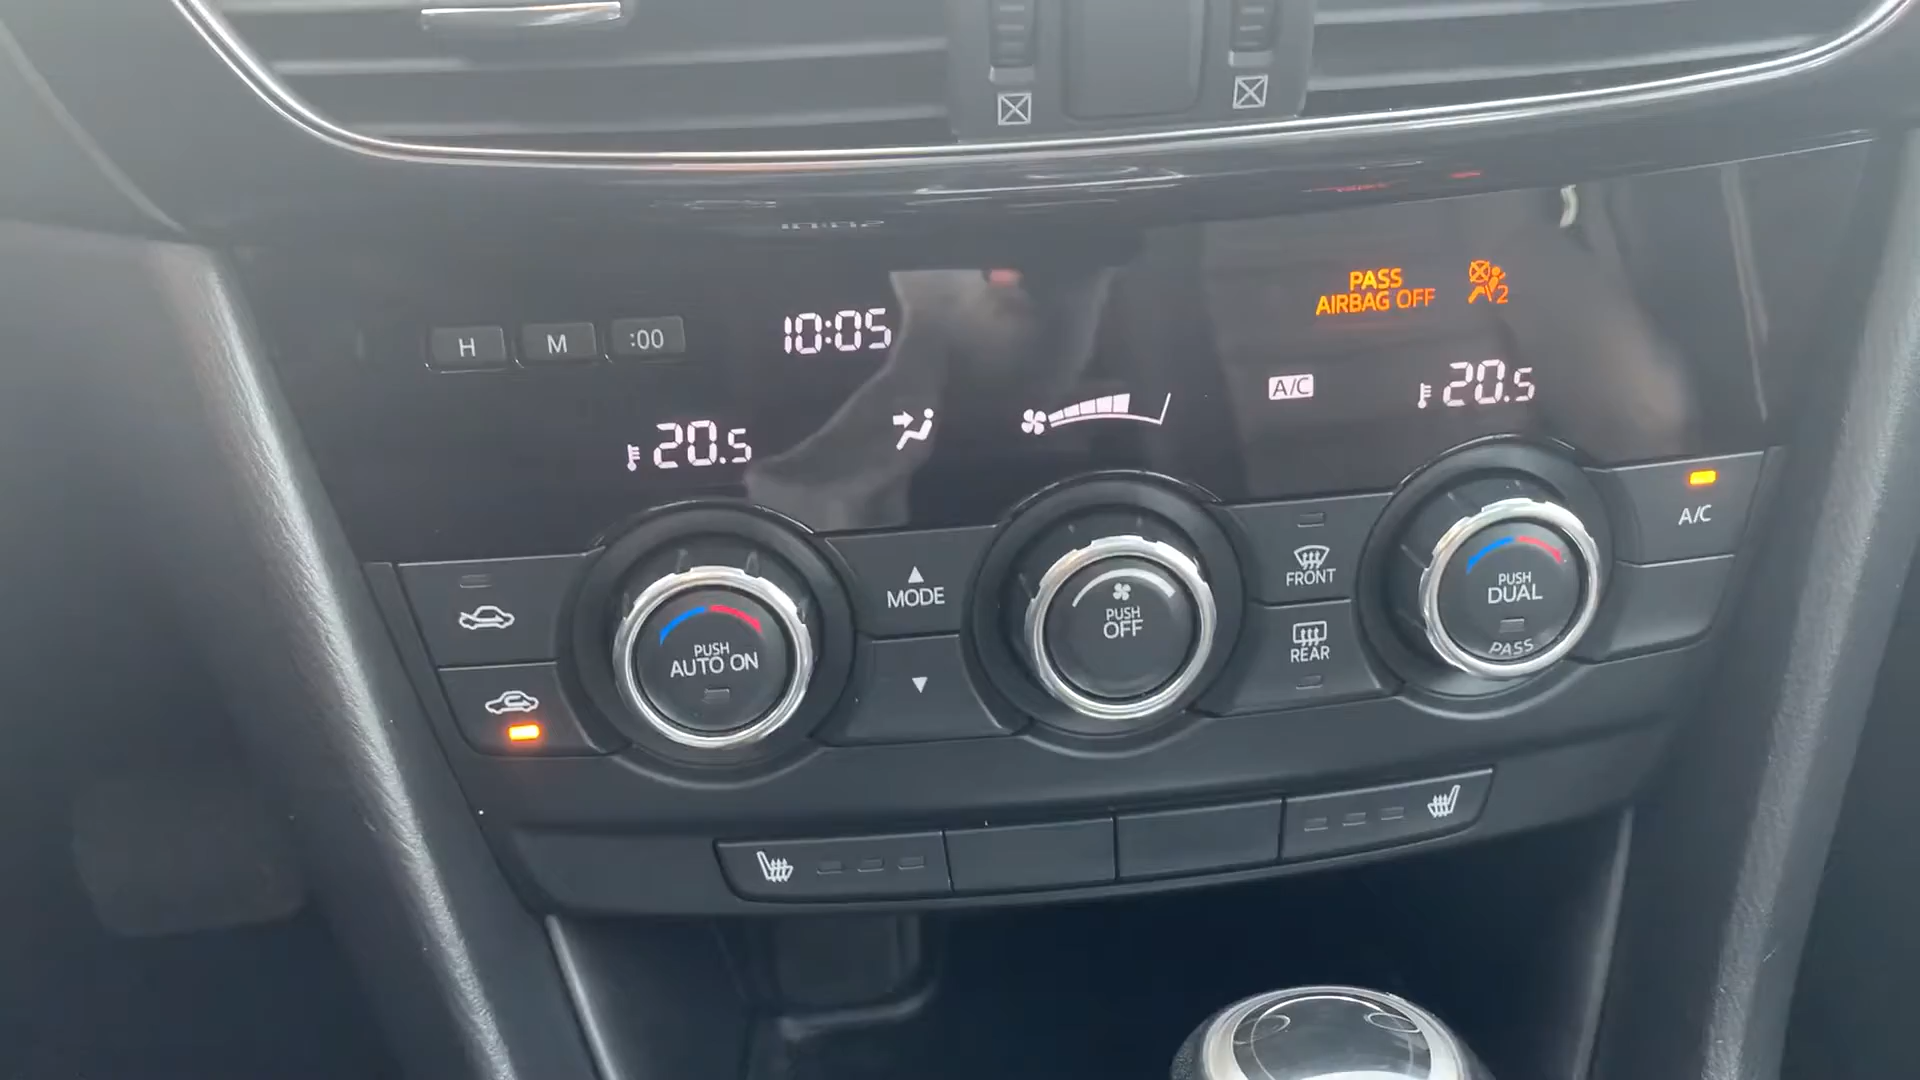 PASS
AIRBAG OFF
2
H M :00 10:05
A/C
20.5
20.5
A/C
MODE
FRONT
PUSH
DUAL
PASS
PUSH
OFF
PUSH
AUTO ON
REAR